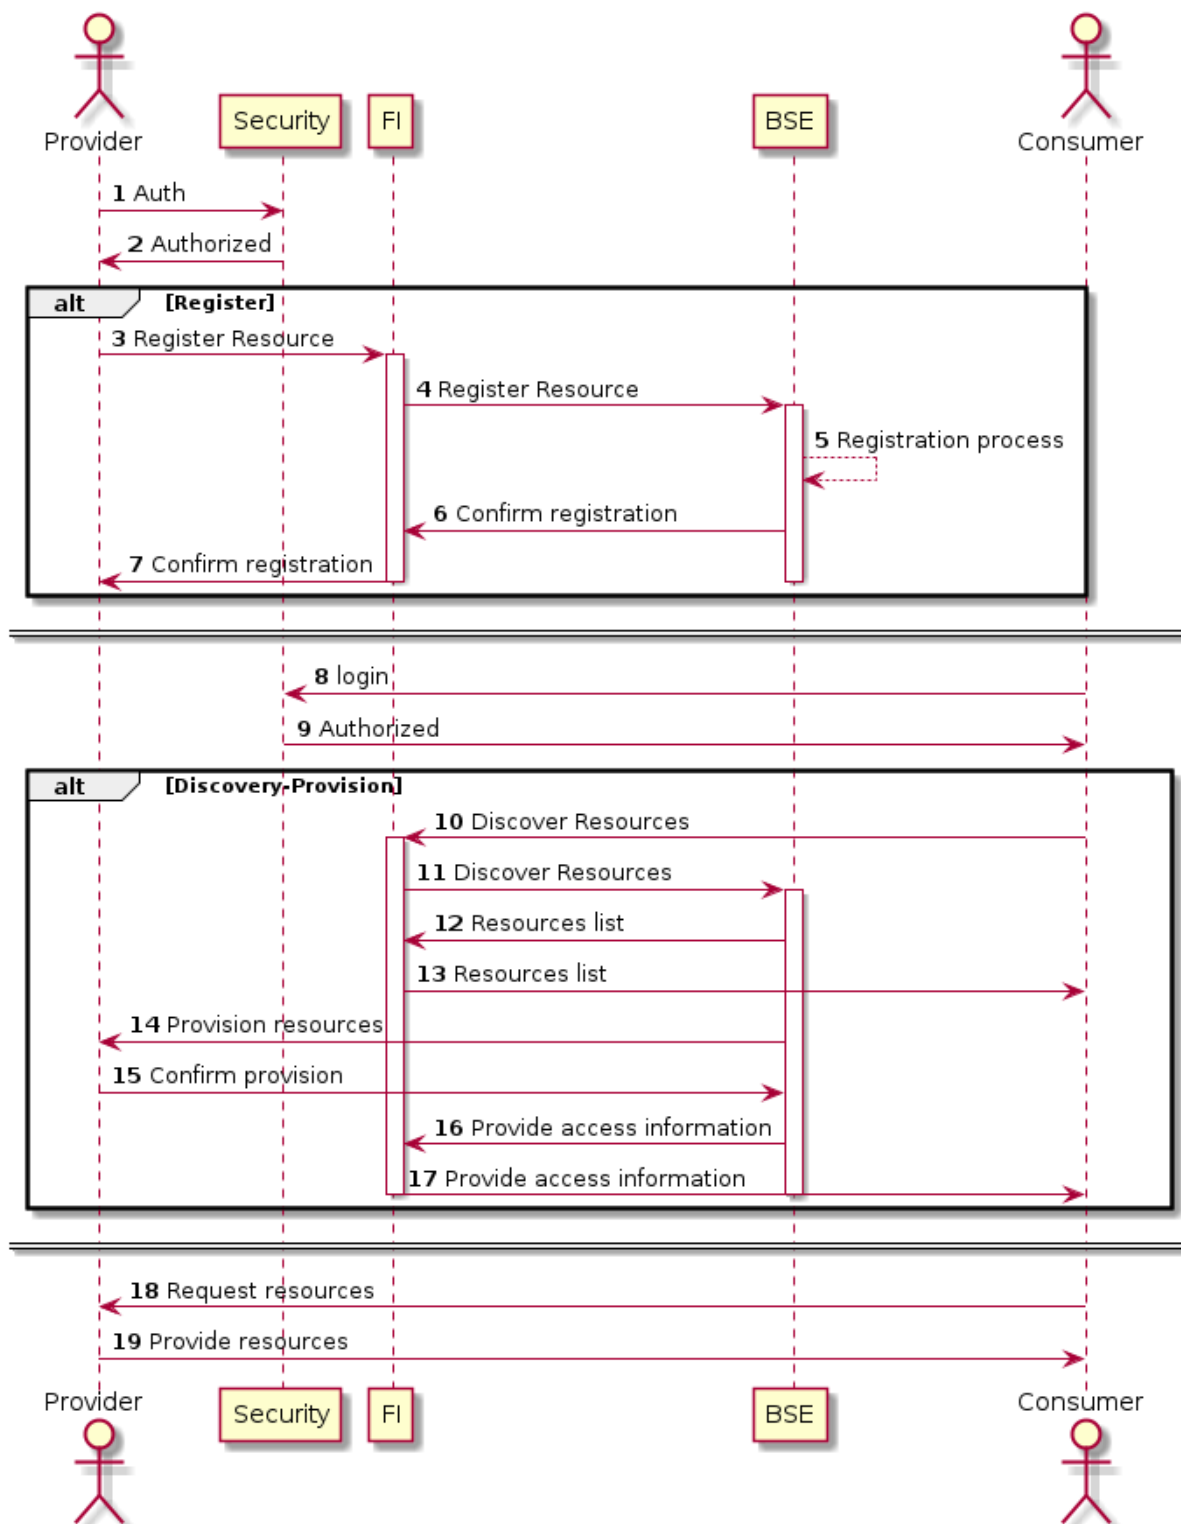 Provider
Security
FI
BSE
Consumer
1 Auth
2 Authorized
alt [Register]
3 Register Resource
4 Register Resource
5 Registration process
6 Confirm registration
7 Confirm registration
8 login
9 Authorized
alt [Discovery-Provision]
10 Discover Resources
11 Discover Resources
12 Resources list
13 Resources list
14 Provision resources
15 Confirm provision
16 Provide access information
17 Provide access information
18 Request resources
19 Provide resources
Provider
Security
FI
BSE
Consumer